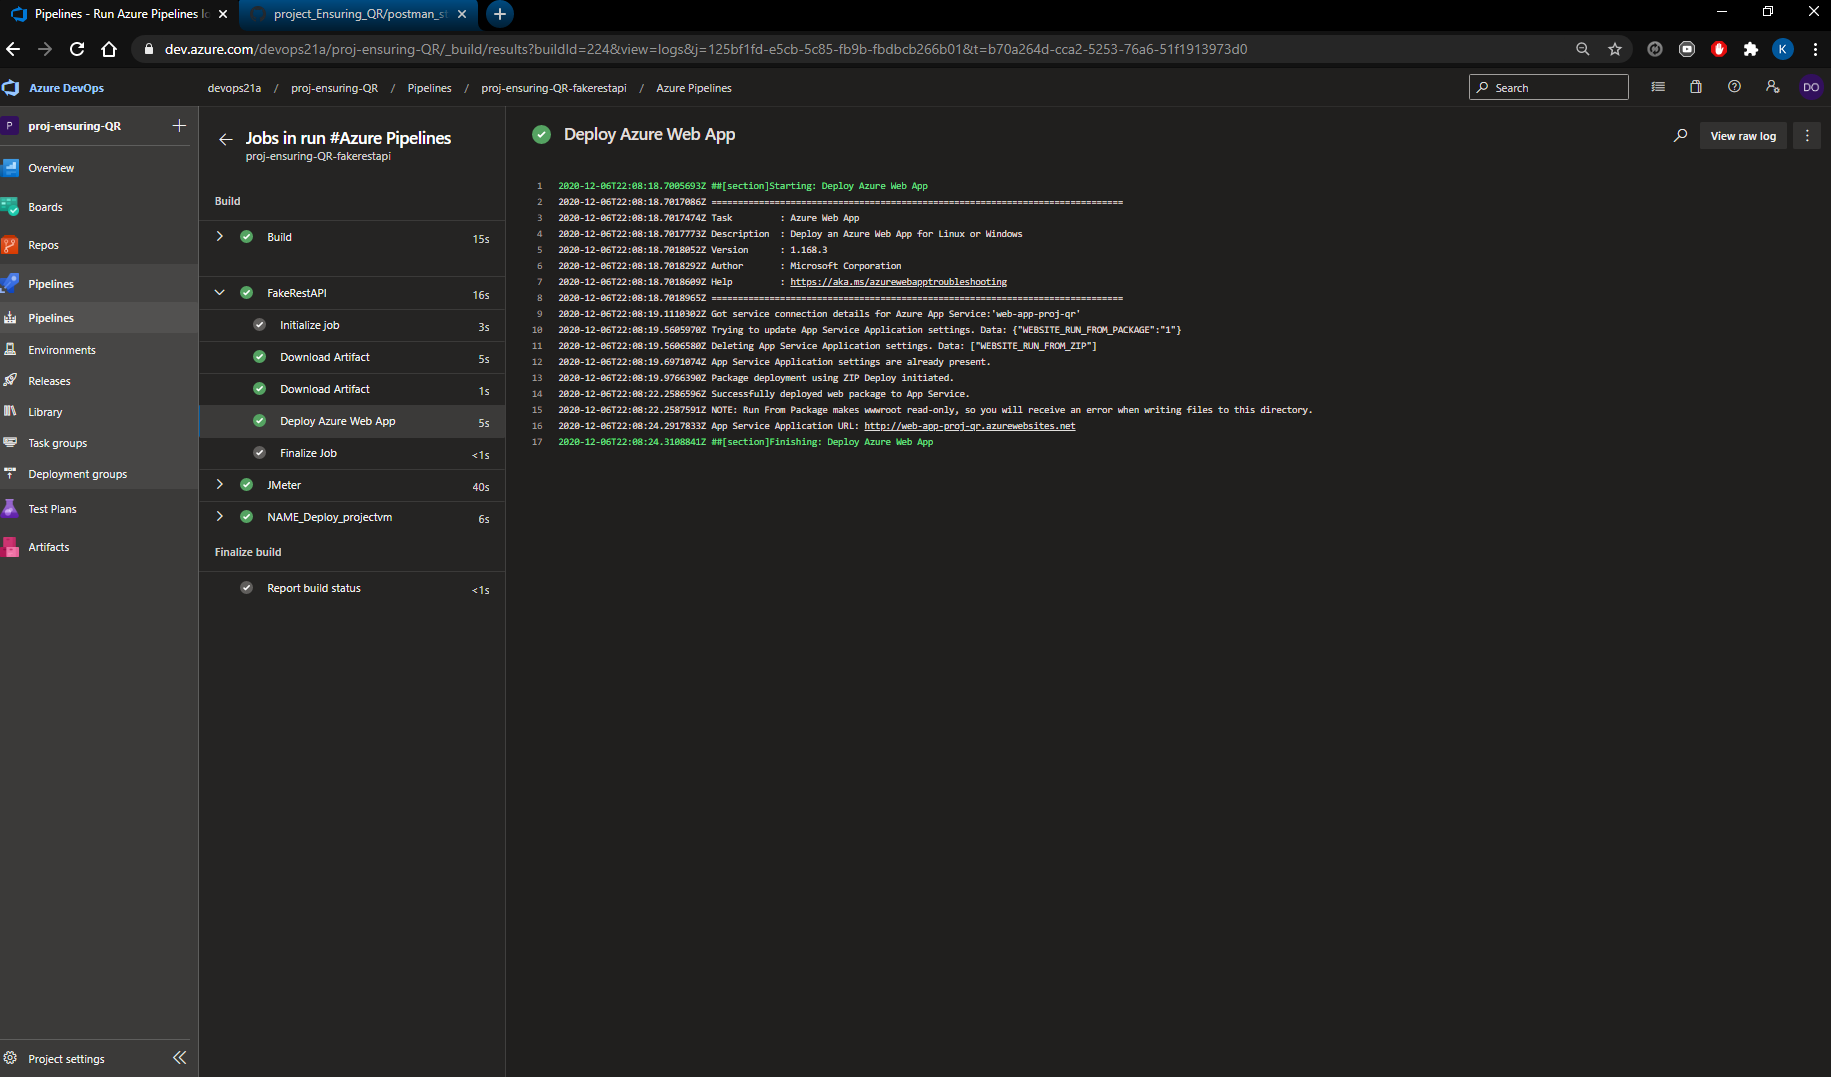 Pipelines - Run Azure Pipelines
project_Ensuring_QR/postman_s
dev.azure.com/devops21a/proj-ensuring-QR/_build/results?buildId=224&view=logs&j=125bf1fd-e5cb-5c85-fb9b-fbdbcb266b01&t=b70a264d-cca2-5253-76a6-51f1913973d0
K
Azure DevOps
devops21a / proj-ensuring-QR / Pipelines / proj-ensuring-QR-fakerestapi / Azure Pipelines
Search
DO
P proj-ensuring-QR
Overview
Boards
Repos
Pipelines
Pipelines
Environments
Releases
Library
Task groups
Deployment groups
Test Plans
Artifacts
Project settings
Jobs in run #Azure Pipelines
proj-ensuring-QR-fakerestapi
Build
Build 15s
FakeRestAPI 16s
Initialize job 3s
Download Artifact 5s
Download Artifact 1s
Deploy Azure Web App 5s
Finalize Job <1s
JMeter 40s
NAME_Deploy_projectvm 6s
Finalize build
Report build status <1s
Deploy Azure Web App
View raw log
1 2020-12-06T22:08:18.7005693Z ##[section]Starting: Deploy Azure Web App
2 2020-12-06T22:08:18.7017086Z ==============================================================================
3 2020-12-06T22:08:18.7017474Z Task         : Azure Web App
4 2020-12-06T22:08:18.7017773Z Description  : Deploy an Azure Web App for Linux or Windows
5 2020-12-06T22:08:18.7018052Z Version      : 1.168.3
6 2020-12-06T22:08:18.7018292Z Author       : Microsoft Corporation
7 2020-12-06T22:08:18.7018609Z Help         : https://aka.ms/azurewebapptroubleshooting
8 2020-12-06T22:08:18.7018965Z ==============================================================================
9 2020-12-06T22:08:19.1110302Z Got service connection details for Azure App Service:'web-app-proj-qr'
10 2020-12-06T22:08:19.5605970Z Trying to update App Service Application settings. Data: {"WEBSITE_RUN_FROM_PACKAGE":"1"}
11 2020-12-06T22:08:19.5606580Z Deleting App Service Application settings. Data: ["WEBSITE_RUN_FROM_ZIP"]
12 2020-12-06T22:08:19.6971074Z App Service Application settings are already present.
13 2020-12-06T22:08:19.9766390Z Package deployment using ZIP Deploy initiated.
14 2020-12-06T22:08:22.2586596Z Successfully deployed web package to App Service.
15 2020-12-06T22:08:22.2587591Z NOTE: Run From Package makes wwwroot read-only, so you will receive an error when writing files to this directory.
16 2020-12-06T22:08:24.2917833Z App Service Application URL: http://web-app-proj-qr.azurewebsites.net
17 2020-12-06T22:08:24.3108841Z ##[section]Finishing: Deploy Azure Web App